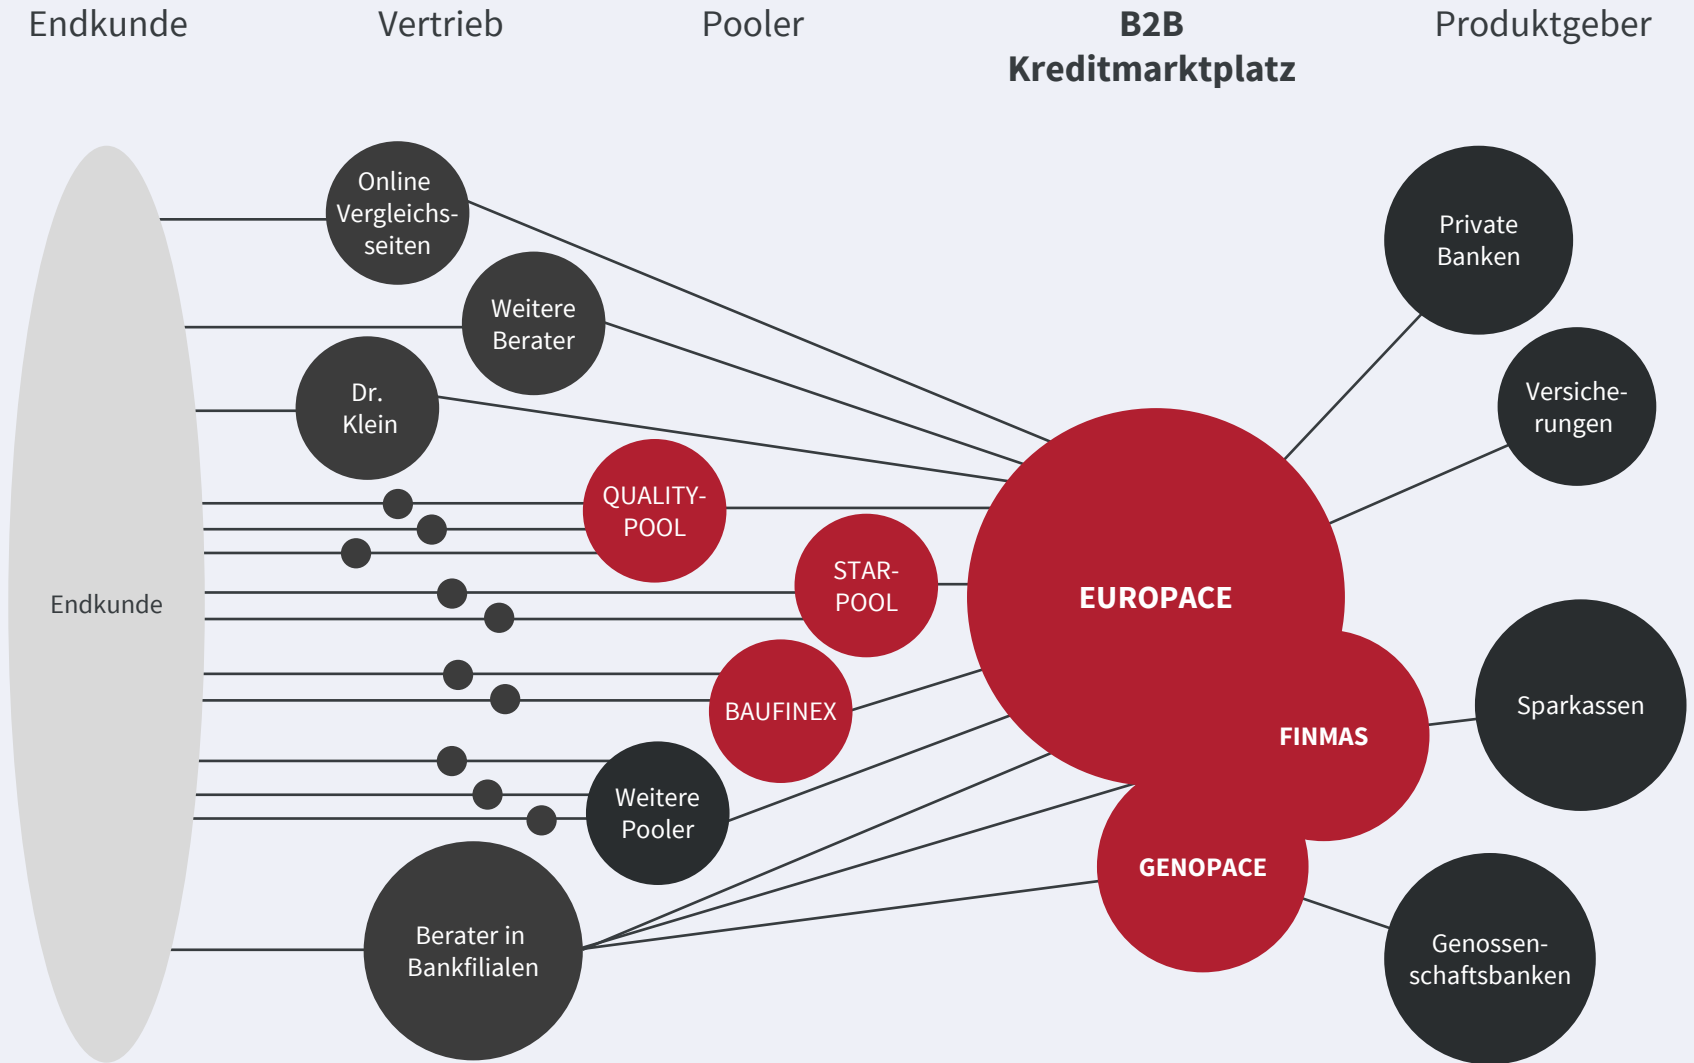 Endkunde
Vertrieb
Pooler
B2B
Kreditmarktplatz
Produktgeber
Endkunde
Online
Vergleichs-
seiten
Weitere
Berater
Dr.
Klein
QUALITY-
POOL
STAR-
POOL
BAUFINEX
Weitere
Pooler
Berater in
Bankfilialen
EUROPACE
FINMAS
GENOPACE
Private
Banken
Versiche-
rungen
Sparkassen
Genossen-
schaftsbanken